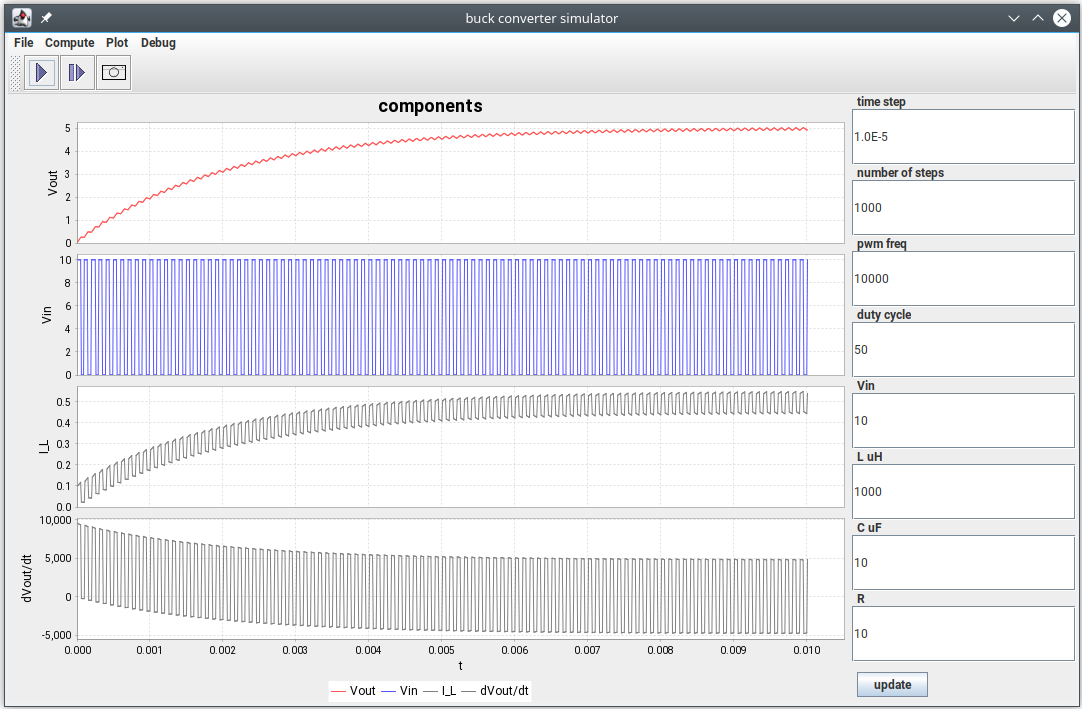 buck converter simulator
File Compute Plot Debug
components
5
4
3
2
1
0
Vout
10
8
6
4
2
0
Vin
0.5
0.4
0.3
0.2
0.1
0.0
I_L
10,000
5,000
0
-5,000
dVout/dt
0.000 0.001 0.002 0.003 0.004 0.005 0.006 0.007 0.008 0.009 0.010
t
Vout Vin I_L dVout/dt
time step
1.0E-5
number of steps
1000
pwm freq
10000
duty cycle
50
Vin
10
L uH
1000
C uF
10
R
10
update